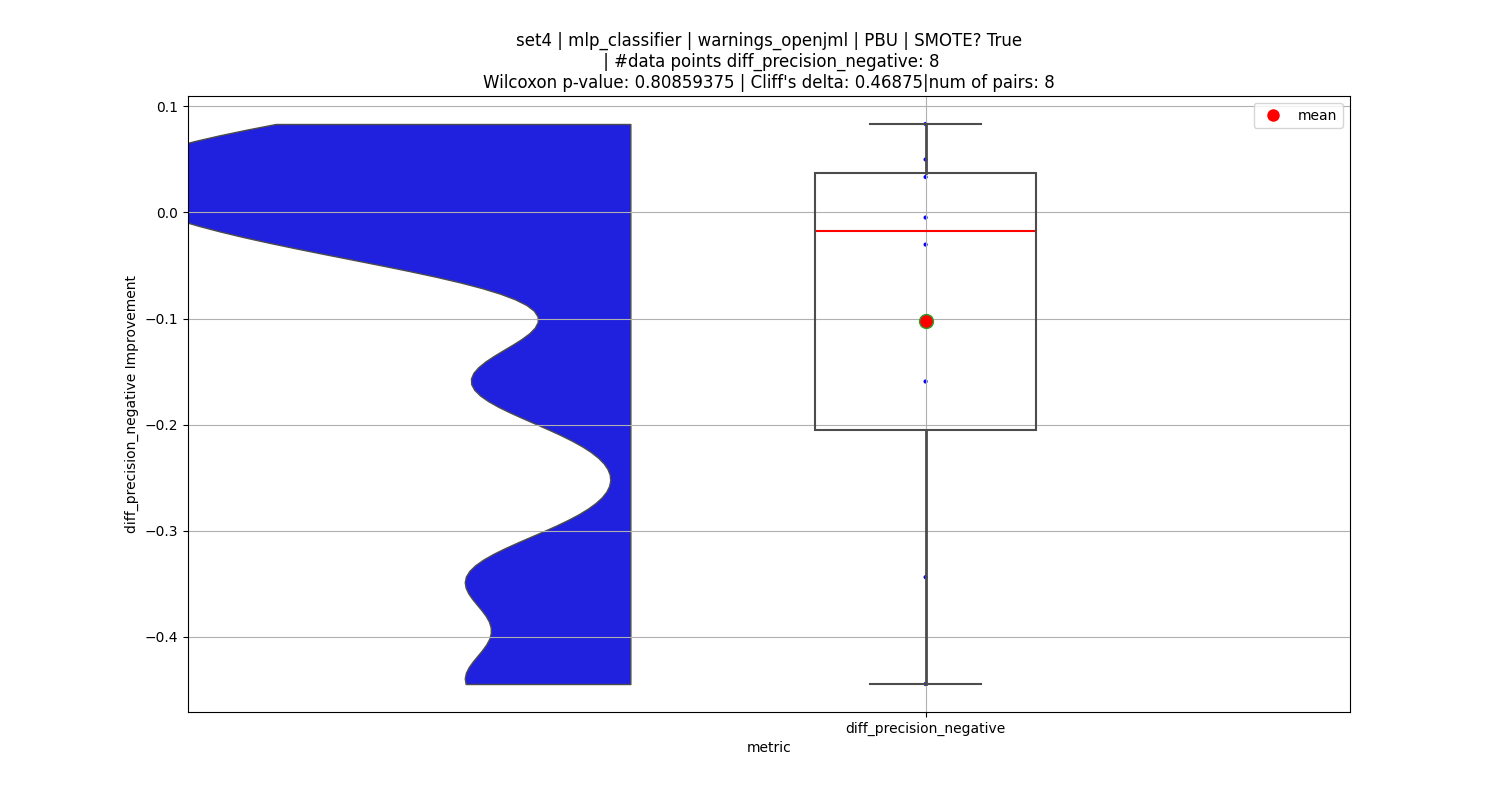 set4 | mlp_classifier | warnings_openjml | PBU | SMOTE? True
| #data points diff_precision_negative: 8
Wilcoxon p-value: 0.80859375 | Cliff's delta: 0.46875|num of pairs: 8
mean
0.1
0.0
−0.1
−0.2
−0.3
−0.4
diff_precision_negative Improvement
diff_precision_negative
metric